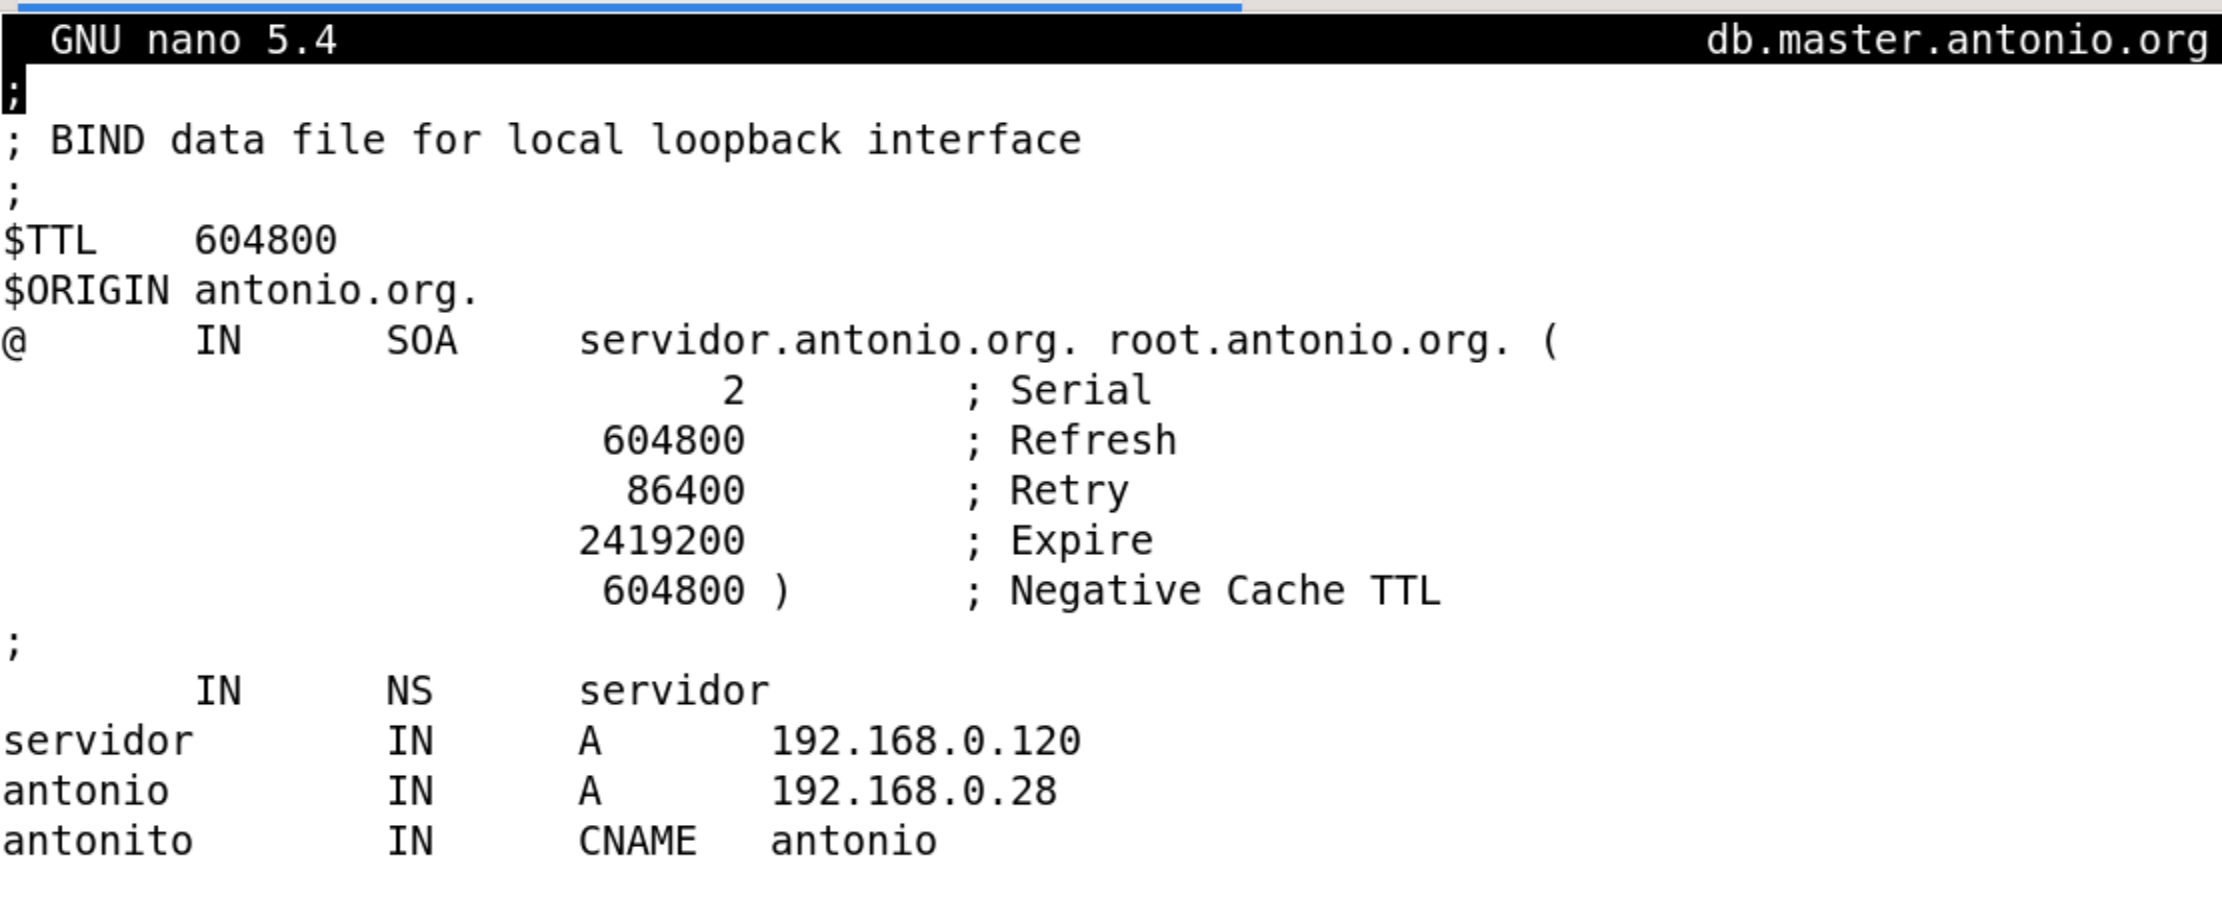 GNU nano 5.4 db.master.antonio.org
;
; BIND data file for local loopback interface
;
$TTL    604800
$ORIGIN antonio.org.
@       IN      SOA     servidor.antonio.org. root.antonio.org. (
                              2         ; Serial
                         604800         ; Refresh
                          86400         ; Retry
                        2419200         ; Expire
                         604800 )       ; Negative Cache TTL
;
        IN      NS      servidor
servidor        IN      A       192.168.0.120
antonio         IN      A       192.168.0.28
antonito        IN      CNAME   antonio